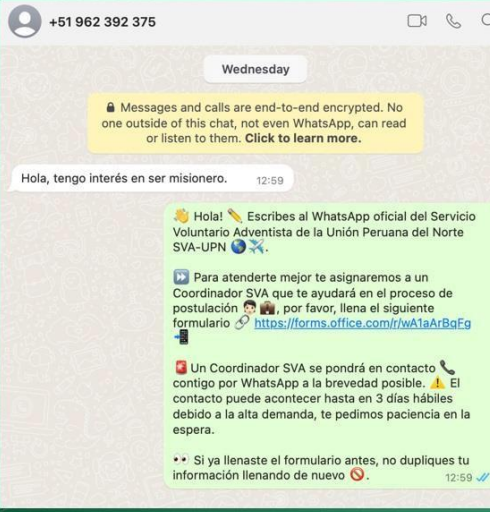 +51 962 392 375
Wednesday
🔒 Messages and calls are end-to-end encrypted. No
one outside of this chat, not even WhatsApp, can read
or listen to them. Click to learn more.
Hola, tengo interés en ser misionero. 12:59
👋 Hola! ✏️ Escribes al WhatsApp oficial del Servicio
Voluntario Adventista de la Unión Peruana del Norte
SVA-UPN 🌎✈️.
⏩ Para atenderte mejor te asignaremos a un
Coordinador SVA que te ayudará en el proceso de
postulación 🧑🏻💼, por favor, llena el siguiente
formulario 🔗 https://forms.office.com/r/wA1aArBqFg
📲
🚨 Un Coordinador SVA se pondrá en contacto 📞
contigo por WhatsApp a la brevedad posible. ⚠️ El
contacto puede acontecer hasta en 3 días hábiles
debido a la alta demanda, te pedimos paciencia en la
espera.
👀 Si ya llenaste el formulario antes, no dupliques tu
información llenando de nuevo 🚫. 12:59